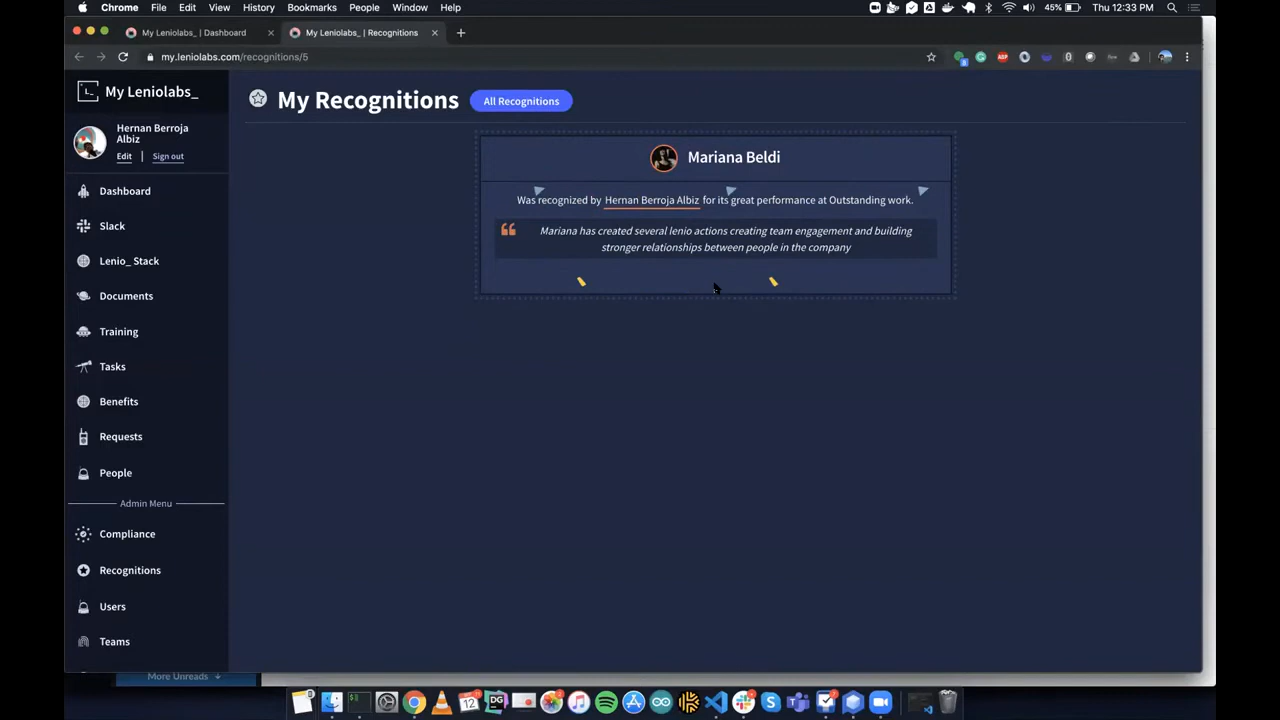 Chrome File Edit View History Bookmarks People Window Help 45% Thu 12:33 PM
My Leniolabs_ | Dashboard My Leniolabs_ | Recognitions
my.leniolabs.com/recognitions/5
My Leniolabs_
Hernan Berroja
Albiz
Edit | Sign out
Dashboard
Slack
Lenio_ Stack
Documents
Training
Tasks
Benefits
Requests
People
Admin Menu
Compliance
Recognitions
Users
Teams
My Recognitions All Recognitions
Mariana Beldi
Was recognized by Hernan Berroja Albiz for its great performance at Outstanding work.
Mariana has created several lenio actions creating team engagement and building
stronger relationships between people in the company
More Unreads ↓